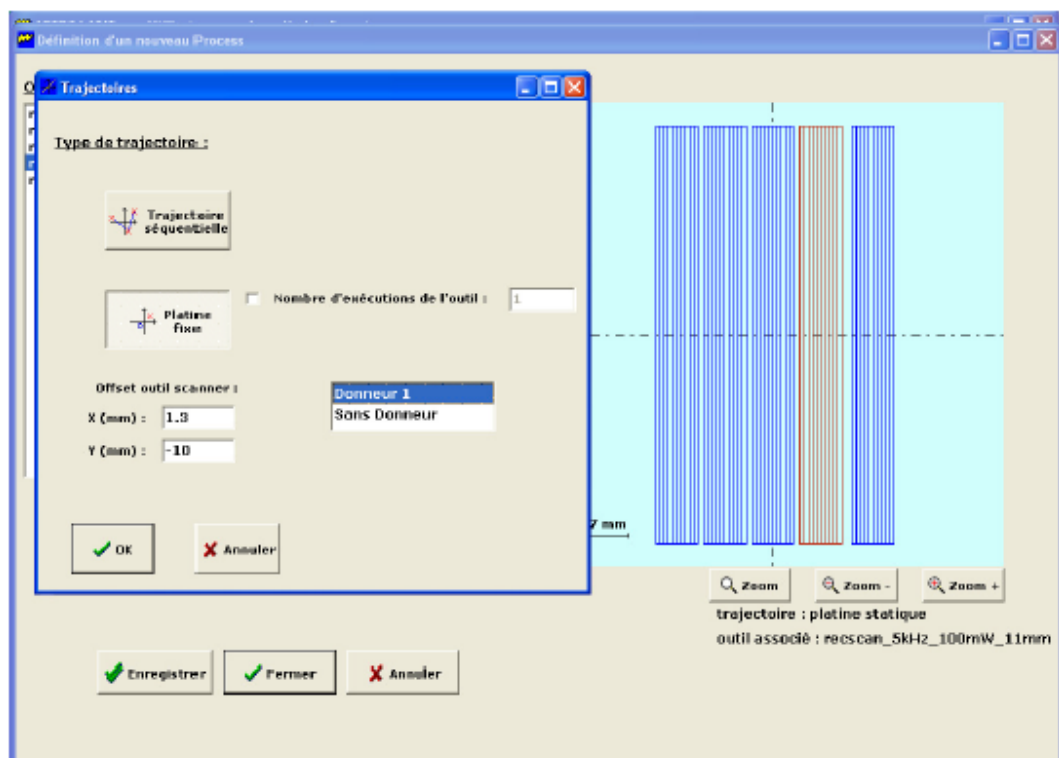 Définition d'un nouveau Process
Trajectoires
Type de trajectoire :
Trajectoire
séquentielle
Platine
fixe
Nombre d'exécutions de l'outil :
1
Offset outil scanner :
X (mm) :
1.3
Y (mm) :
-10
Donneur 1
Sans Donneur
OK
Annuler
7 mm
Zoom
Zoom -
Zoom +
trajectoire : platine statique
outil associé : recscan_5kHz_100mW_11mm
Enregistrer
Fermer
Annuler